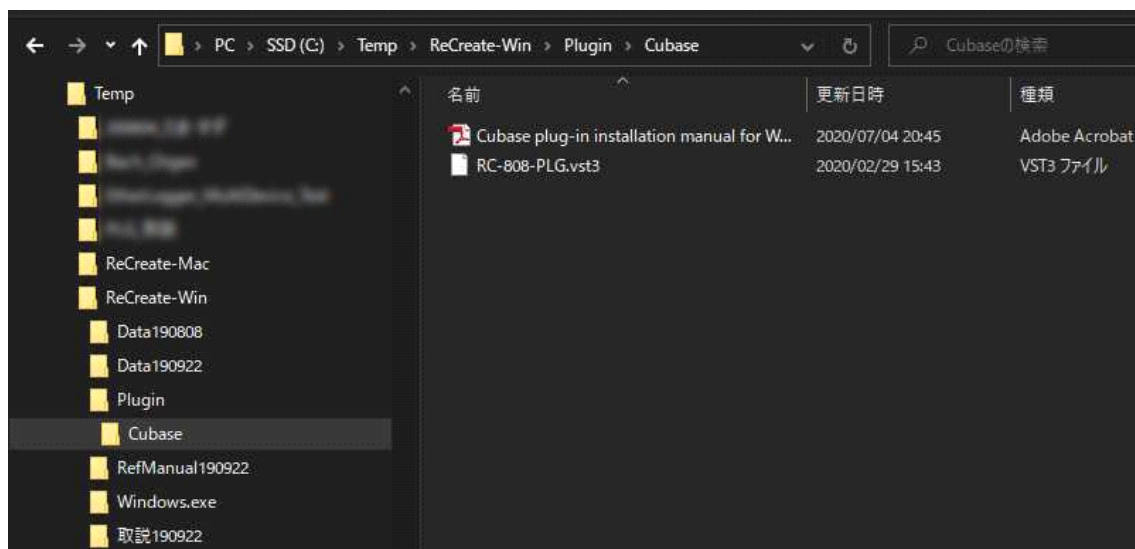 PC > SSD (C:) > Temp > ReCreate-Win > Plugin > Cubase
Cubaseの検索
Temp
ReCreate-Mac
ReCreate-Win
Data190808
Data190922
Plugin
Cubase
RefManual190922
Windows.exe
取説190922
名前 更新日時 種類
Cubase plug-in installation manual for W... 2020/07/04 20:45 Adobe Acrobat
RC-808-PLG.vst3 2020/02/29 15:43 VST3 ファイル